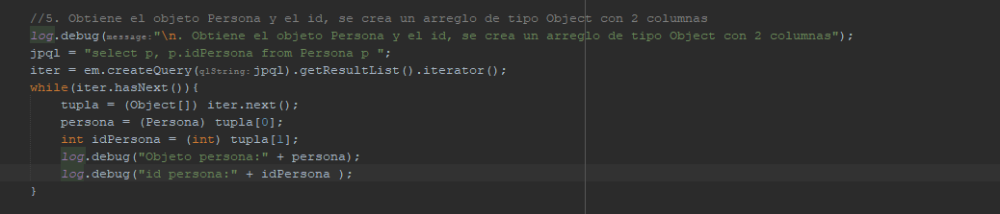 //5. Obtiene el objeto Persona y el id, se crea un arreglo de tipo Object con 2 columnas
log.debug(message:"\n. Obtiene el objeto Persona y el id, se crea un arreglo de tipo Object con 2 columnas");
jpql = "select p, p.idPersona from Persona p ";
iter = em.createQuery(qlString:jpql).getResultList().iterator();
while(iter.hasNext()){
    tupla = (Object[]) iter.next();
    persona = (Persona) tupla[0];
    int idPersona = (int) tupla[1];
    log.debug("Objeto persona:" + persona);
    log.debug("id persona:" + idPersona );
}